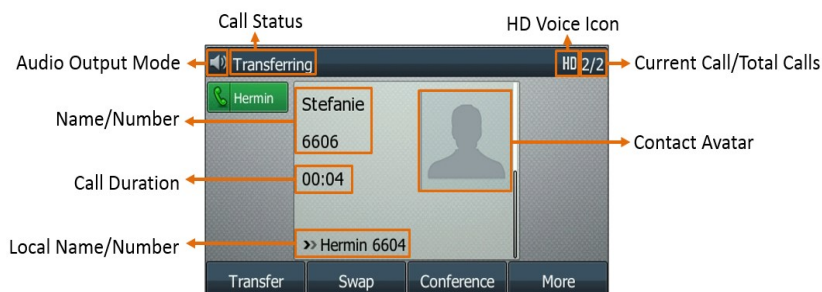 Call Status
HD Voice Icon
Audio Output Mode
Transferring
HD 2/2
Current Call/Total Calls
Hermin
Stefanie
Name/Number
6606
Contact Avatar
Call Duration
00:04
Local Name/Number
Hermin 6604
Transfer
Swap
Conference
More